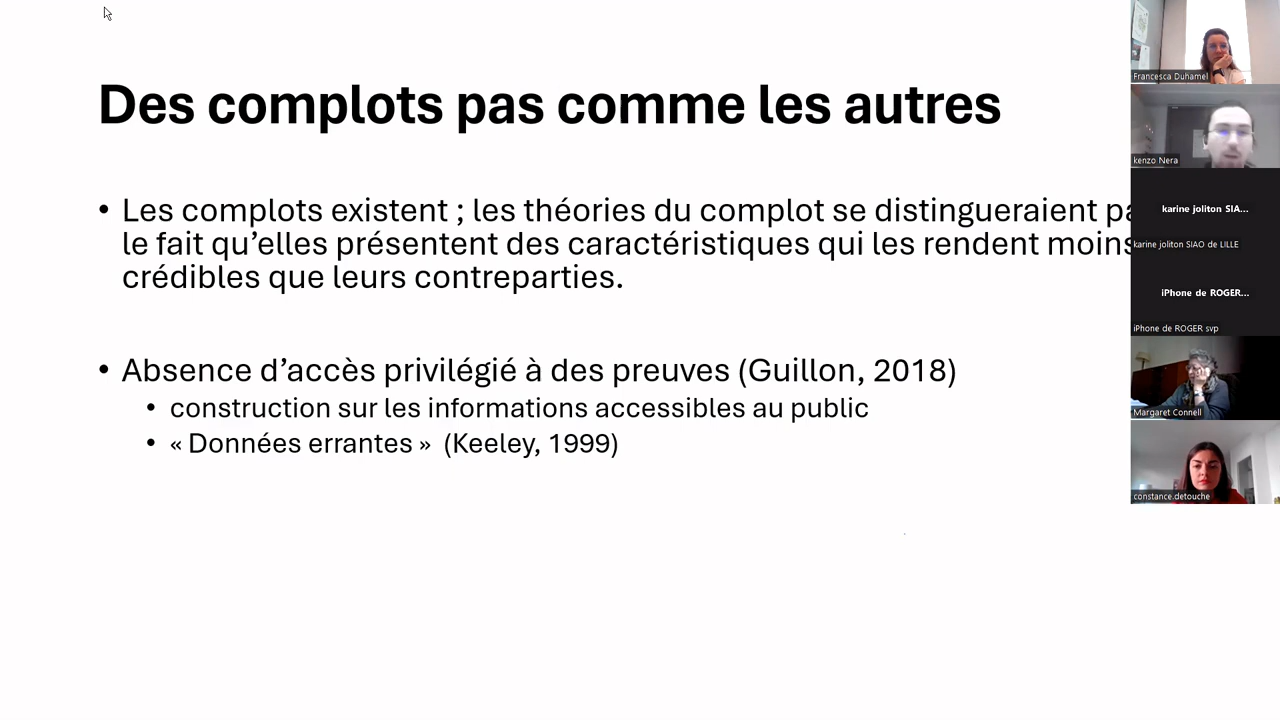 Des complots pas comme les autres
• Les complots existent ; les théories du complot se distingueraient pa
le fait qu’elles présentent des caractéristiques qui les rendent moins
crédibles que leurs contreparties.
• Absence d’accès privilégié à des preuves (Guillon, 2018)
• construction sur les informations accessibles au public
• « Données errantes » (Keeley, 1999)
Francesca Duhamel
kenzo Nera
karine joliton SIA...
karine joliton SIAO de LILLE
iPhone de ROGER...
iPhone de ROGER svp
Margaret Connell
constance.detouche